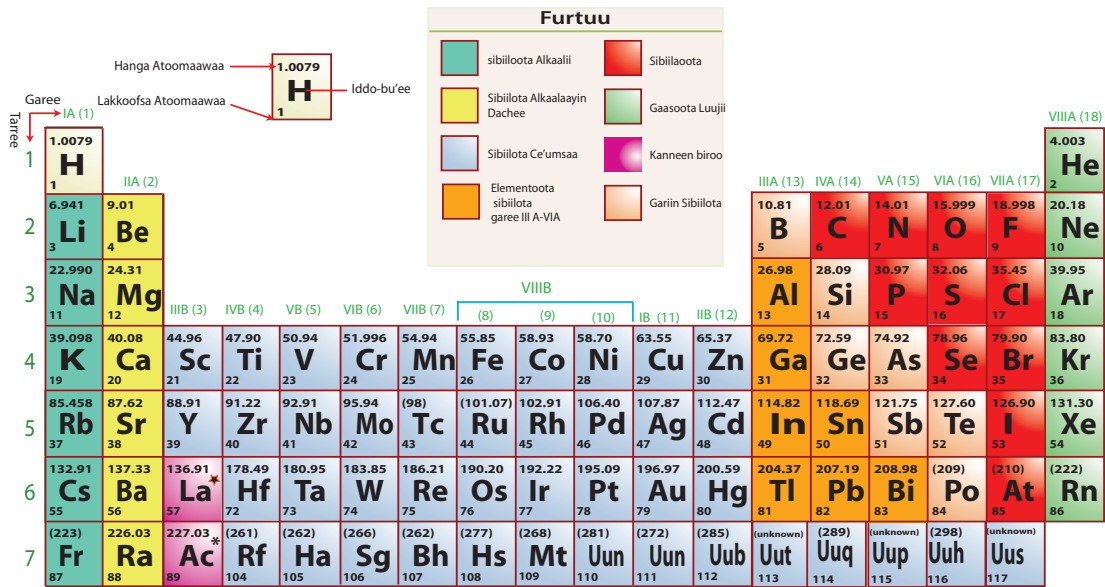 Furtuu
sibiiloota Alkaalii
Sibiilaoota
Sibiilota Alkaalaayin
Dachee
Gaasoota Luujii
Sibiilota Ce'umsaa
Kanneen biroo
Elementoota
sibiilota
garee III A-VIA
Gariin Sibiilota
Hanga Atoomaawaa
1.0079
H
1
Iddo-bu'ee
Lakkoofsa Atoomaawaa
Garee
Tarree
IA (1)
VIIIA (18)
1
1.0079
H
1
4.003
He
2
IIA (2)
IIIA (13) IVA (14) VA (15) VIA (16) VIIA (17)
2
6.941 9.01 10.81 12.01 14.01 15.999 18.998 20.18
Li Be B C N O F Ne
3 4 5 6 7 8 9 10
3
22.990 24.31 26.98 28.09 30.97 32.06 35.45 39.95
Na Mg Al Si P S Cl Ar
11 12 13 14 15 16 17 18
VIIIB
IIIB (3) IVB (4) VB (5) VIB (6) VIIB (7) (8) (9) (10) IB (11) IIB (12)
4
39.098 40.08 44.96 47.90 50.94 51.996 54.94 55.85 58.93 58.70 63.55 65.37 69.72 72.59 74.92 78.96 79.90 83.80
K Ca Sc Ti V Cr Mn Fe Co Ni Cu Zn Ga Ge As Se Br Kr
19 20 21 22 23 24 25 26 27 28 29 30 31 32 33 34 35 36
5
85.458 87.62 88.91 91.22 92.91 95.94 (98) (101.07) 102.91 106.40 107.87 112.47 114.82 118.69 121.75 127.60 126.90 131.30
Rb Sr Y Zr Nb Mo Tc Ru Rh Pd Ag Cd In Sn Sb Te I Xe
37 38 39 40 41 42 43 44 45 46 47 48 49 50 51 52 53 54
6
132.91 137.33 136.91 178.49 180.95 183.85 186.21 190.20 192.22 195.09 196.97 200.59 204.37 207.19 208.98 (209) (210) (222)
Cs Ba La Hf Ta W Re Os Ir Pt Au Hg Tl Pb Bi Po At Rn
55 56 57 72 73 74 75 76 77 78 79 80 81 82 83 84 85 86
7
(223) 226.03 227.03 (261) (262) (266) (262) (277) (268) (281) (272) (285) (unknown) (289) (unknown) (298) (unknown)
Fr Ra Ac* Rf Ha Sg Bh Hs Mt Uun Uun Uub Uut Uuq Uup Uuh Uus
87 88 89 104 105 106 107 108 109 110 111 112 113 114 115 116 117